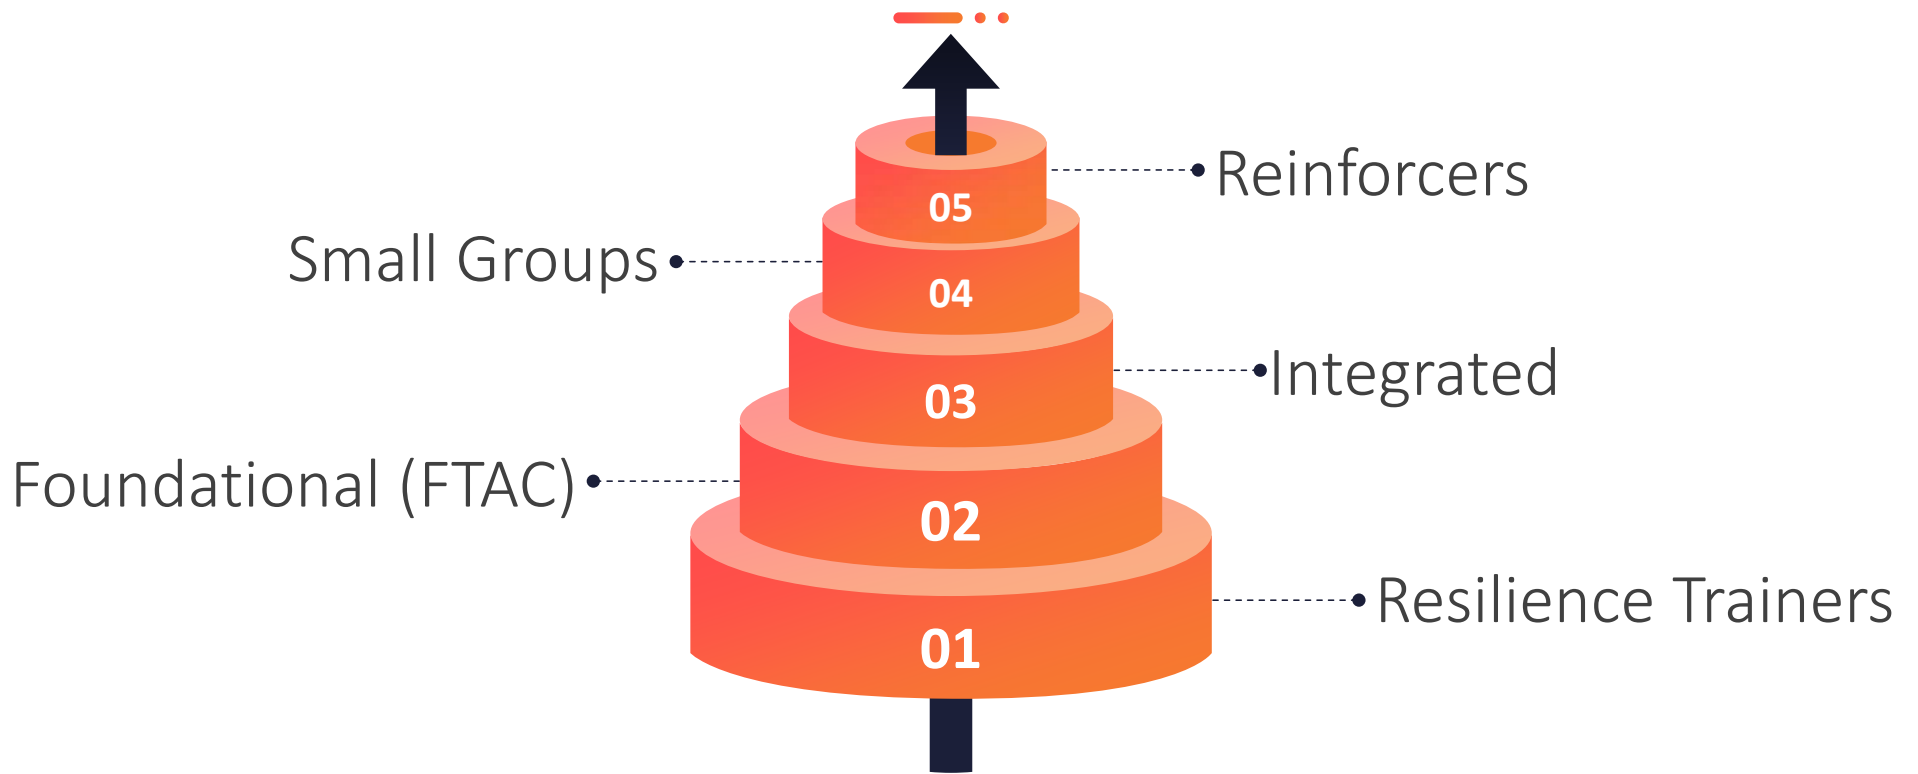 Reinforcers
05
Small Groups
04
Integrated
03
Foundational (FTAC)
02
Resilience Trainers
01